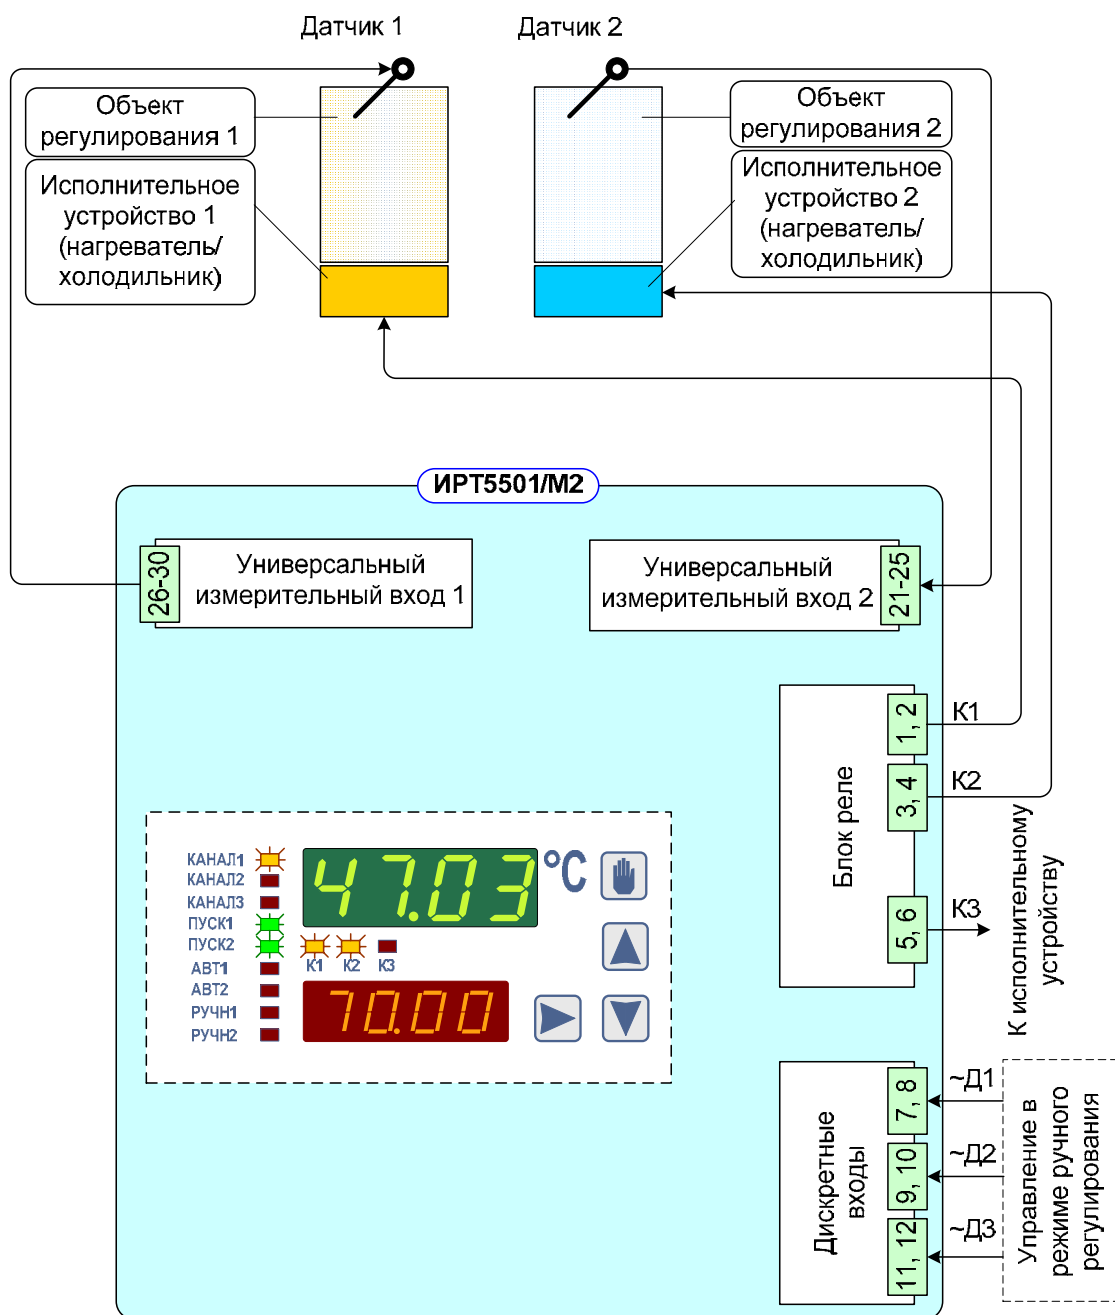 Датчик 1
Датчик 2
Объект
регулирования 1
Исполнительное
устройство 1
(нагреватель/
холодильник)
Объект
регулирования 2
Исполнительное
устройство 2
(нагреватель/
холодильник)
ИРТ5501/М2
26-30
Универсальный
измерительный вход 1
Универсальный
измерительный вход 2
21-25
Блок реле
1, 2
К1
3, 4
К2
5, 6
К3
К исполнительному
устройству
КАНАЛ1
КАНАЛ2
КАНАЛ3
ПУСК1
ПУСК2
АВТ1
АВТ2
РУЧН1
РУЧН2
47.03
°C
К1 К2 К3
70.00
Дискретные
входы
7, 8
~Д1
9, 10
~Д2
11, 12
~Д3
Управление в
режиме ручного
регулирования